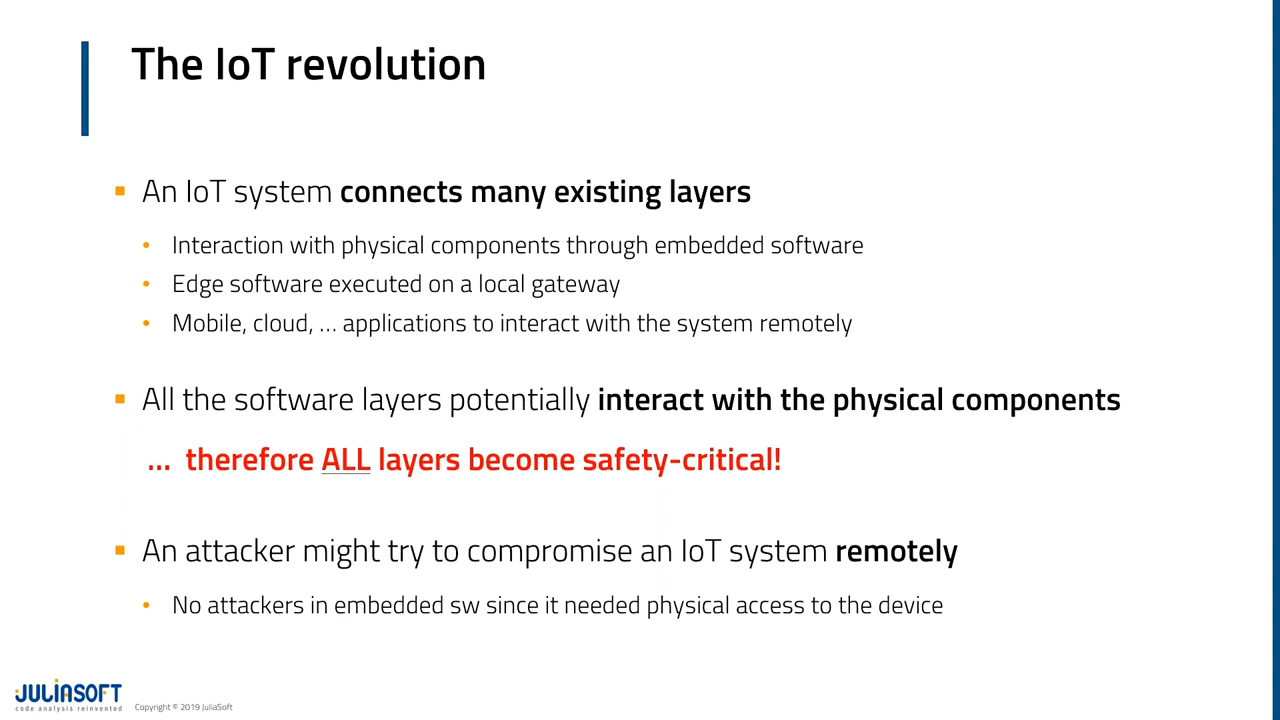 The IoT revolution
An IoT system connects many existing layers
Interaction with physical components through embedded software
Edge software executed on a local gateway
Mobile, cloud, ... applications to interact with the system remotely
All the software layers potentially interact with the physical components
... therefore ALL layers become safety-critical!
An attacker might try to compromise an IoT system remotely
No attackers in embedded sw since it needed physical access to the device
JULIASOFT
code analysis reinvented
Copyright © 2019 JuliaSoft